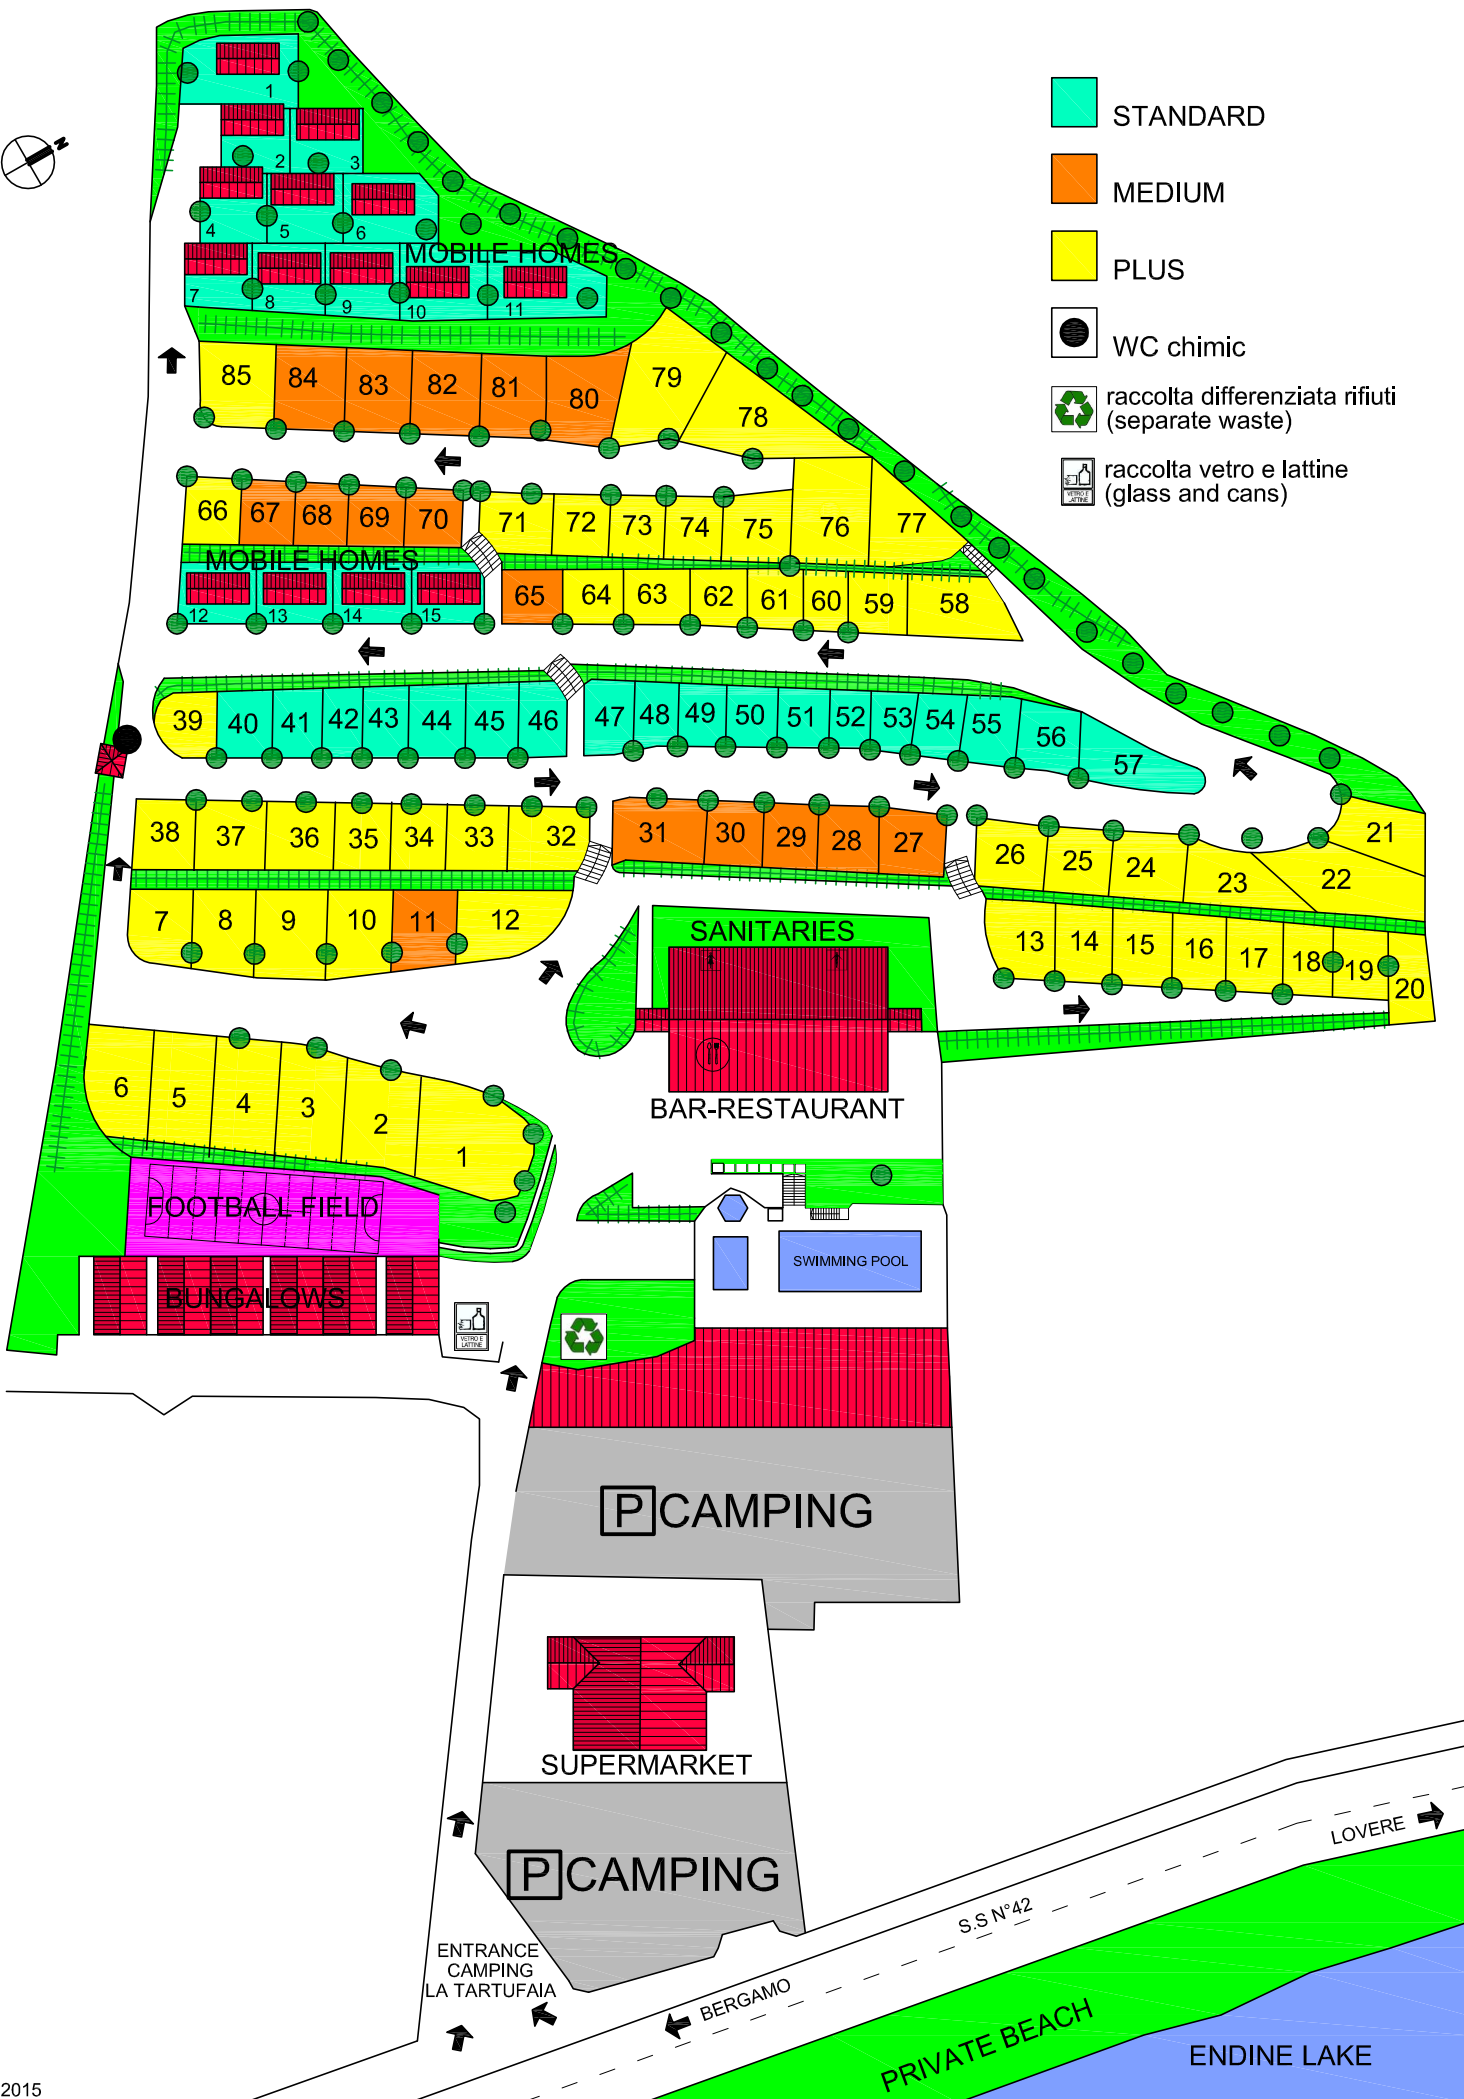 N
STANDARD
MEDIUM
PLUS
WC chimic
raccolta differenziata rifiuti
(separate waste)
VETRO E
LATTINE
raccolta vetro e lattine
(glass and cans)
1
2 3
4 5 6
MOBILE HOMES
7 8 9 10 11
85 84 83 82 81 80 79 78
66 67 68 69 70 71 72 73 74 75 76 77
MOBILE HOMES
12 13 14 15
65 64 63 62 61 60 59 58
39 40 41 42 43 44 45 46 47 48 49 50 51 52 53 54 55 56 57
38 37 36 35 34 33 32 31 30 29 28 27 26 25 24 23 22 21
7 8 9 10 11 12 13 14 15 16 17 18 19 20
SANITARIES
BAR-RESTAURANT
6 5 4 3 2 1
FOOTBALL FIELD
SWIMMING POOL
BUNGALOWS
VETRO E
LATTINE
P CAMPING
SUPERMARKET
P CAMPING
LOVERE
S.S N°42
ENTRANCE
CAMPING
LA TARTUFAIA
BERGAMO
PRIVATE BEACH
ENDINE LAKE
2015